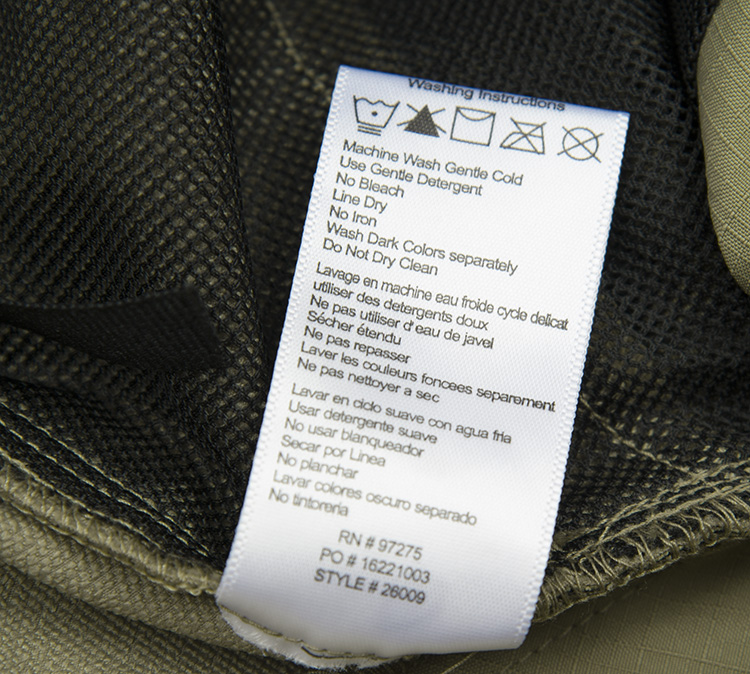 Washing Instructions
Machine Wash Gentle Cold
Use Gentle Detergent
No Bleach
Line Dry
No Iron
Wash Dark Colors separately
Do Not Dry Clean
Lavage en machine eau froide cycle delicat
utiliser des detergents doux
Ne pas utiliser d'eau de javel
Sécher étendu
Ne pas repasser
Laver les couleurs foncees separement
Ne pas nettoyer a sec
Lavar en ciclo suave con agua fria
Usar detergente suave
No usar blanqueador
Secar por Linea
No planchar
Lavar colores oscuro separado
No tintoreria
RN # 97275
PO # 16221003
STYLE # 26009